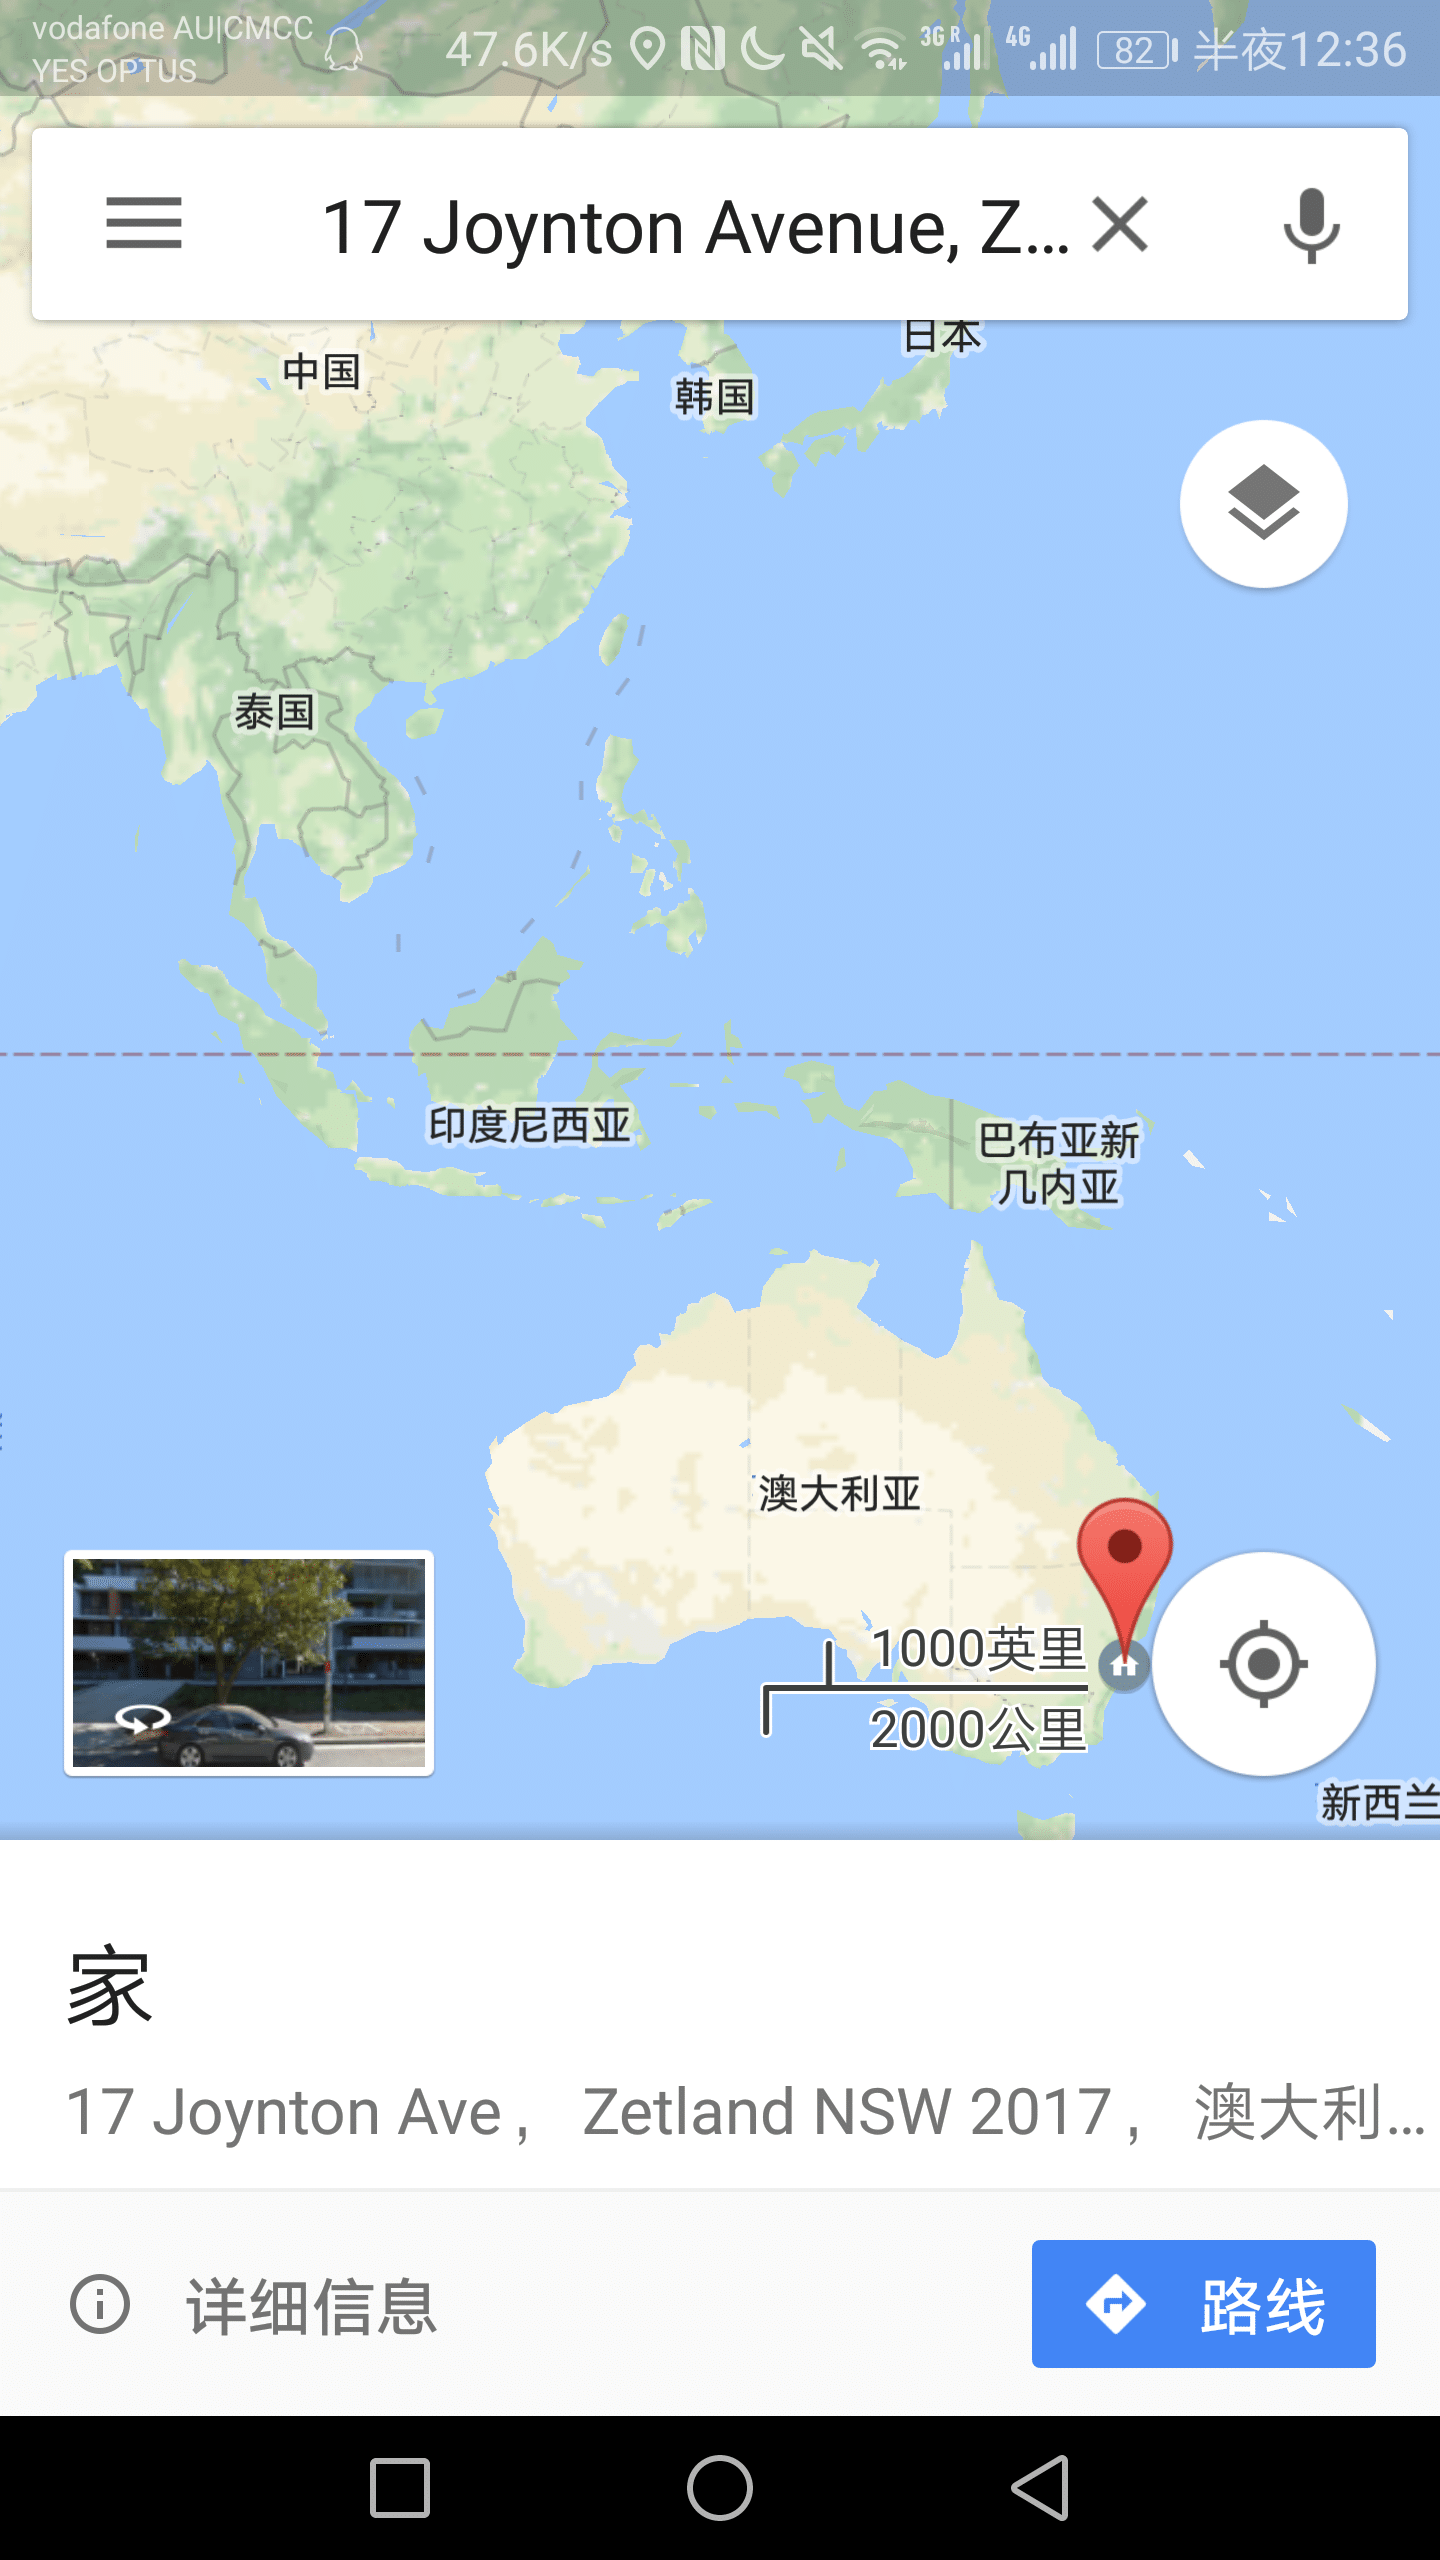 vodafone AU|CMCC
YES OPTUS
47.6K/s 3G R 4G 82 半夜12:36
17 Joynton Avenue, Z...
日本
中国
韩国
泰国
印度尼西亚
巴布亚新
几内亚
澳大利亚
1000英里
2000公里
新西兰
家
17 Joynton Ave， Zetland NSW 2017， 澳大利...
详细信息
路线